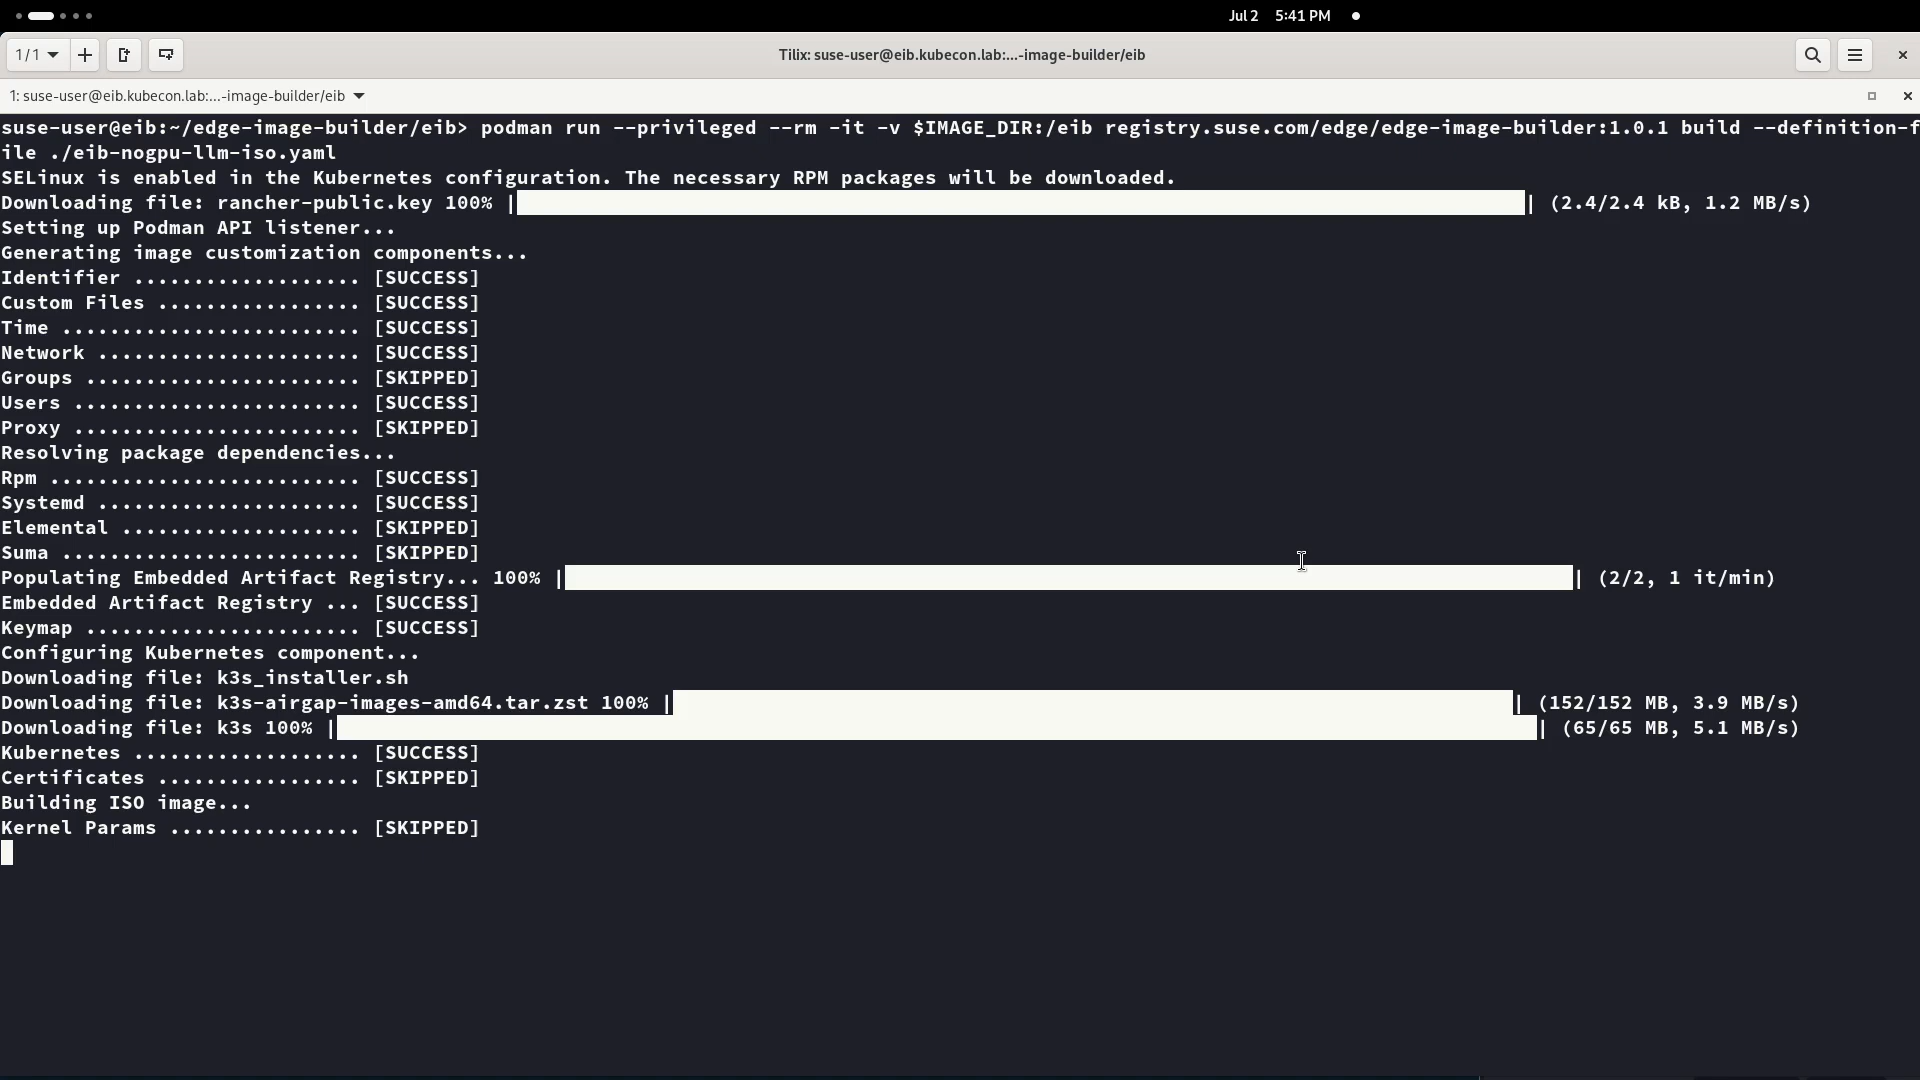 Jul 2 5:41 PM
1/1 Tilix: suse-user@eib.kubecon.lab:...-image-builder/eib
1: suse-user@eib.kubecon.lab:...-image-builder/eib
suse-user@eib:~/edge-image-builder/eib> podman run --privileged --rm -it -v $IMAGE_DIR:/eib registry.suse.com/edge/edge-image-builder:1.0.1 build --definition-f
ile ./eib-nogpu-llm-iso.yaml
SELinux is enabled in the Kubernetes configuration. The necessary RPM packages will be downloaded.
Downloading file: rancher-public.key 100% | | (2.4/2.4 kB, 1.2 MB/s)
Setting up Podman API listener...
Generating image customization components...
Identifier ................... [SUCCESS]
Custom Files ................. [SUCCESS]
Time ......................... [SUCCESS]
Network ...................... [SUCCESS]
Groups ....................... [SKIPPED]
Users ........................ [SUCCESS]
Proxy ........................ [SKIPPED]
Resolving package dependencies...
Rpm .......................... [SUCCESS]
Systemd ...................... [SUCCESS]
Elemental .................... [SKIPPED]
Suma ......................... [SKIPPED]
Populating Embedded Artifact Registry... 100% | | (2/2, 1 it/min)
Embedded Artifact Registry ... [SUCCESS]
Keymap ....................... [SUCCESS]
Configuring Kubernetes component...
Downloading file: k3s_installer.sh
Downloading file: k3s-airgap-images-amd64.tar.zst 100% | | (152/152 MB, 3.9 MB/s)
Downloading file: k3s 100% | | (65/65 MB, 5.1 MB/s)
Kubernetes ................... [SUCCESS]
Certificates ................. [SKIPPED]
Building ISO image...
Kernel Params ................ [SKIPPED]